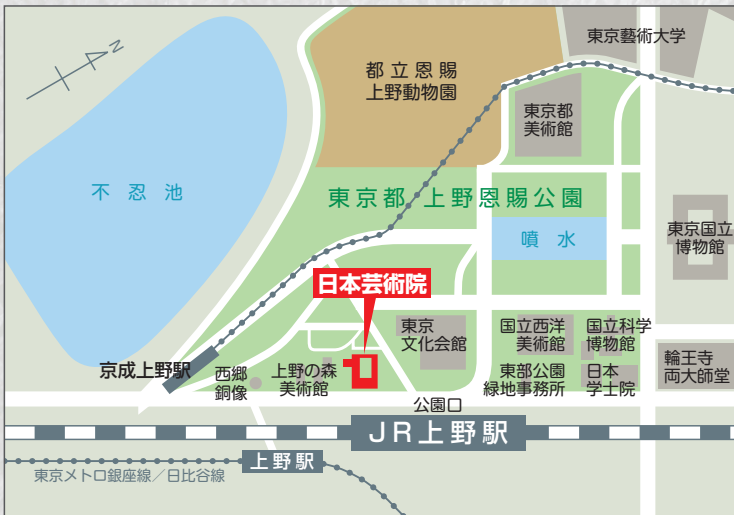 東京藝術大学
N
都立恩賜
上野動物園
東京都
美術館
不忍池
東京都 上野恩賜公園
噴水
東京国立
博物館
日本芸術院
東京
文化会館
国立西洋
美術館
国立科学
博物館
京成上野駅
西郷
銅像
上野の森
美術館
東部公園
緑地事務所
日本
学士院
輪王寺
両大師堂
公園口
JR上野駅
上野駅
東京メトロ銀座線／日比谷線